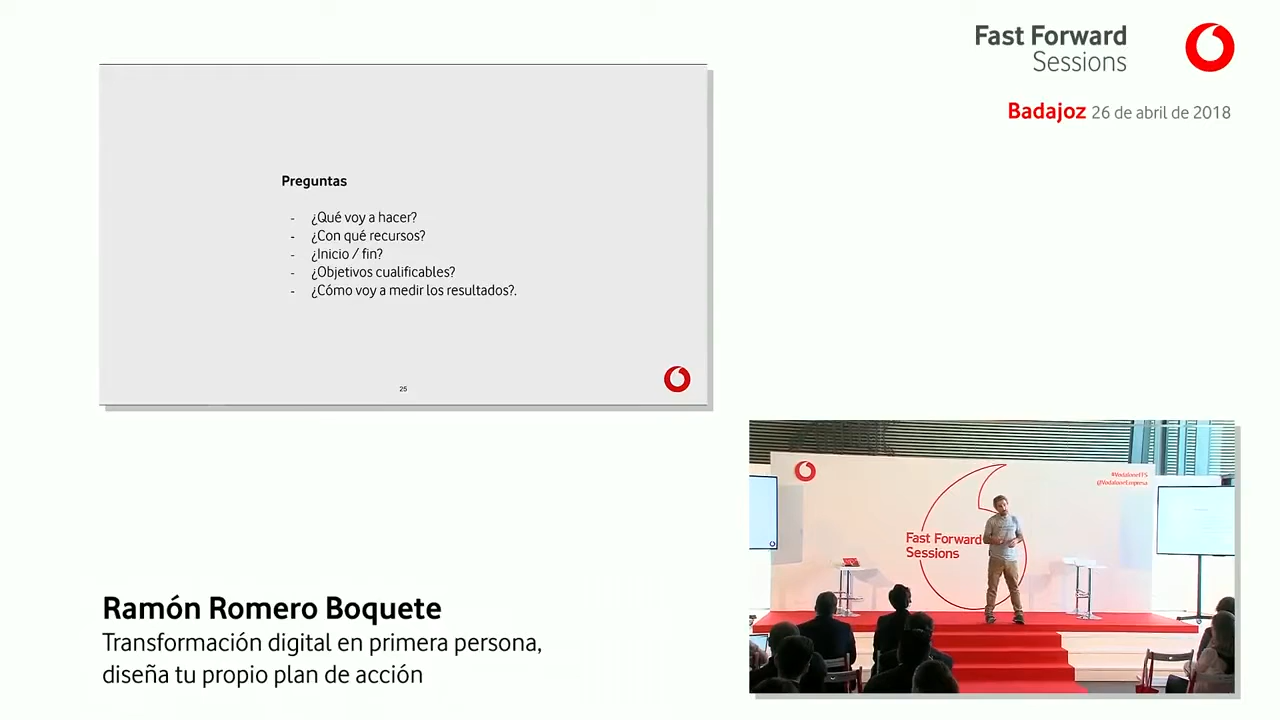 Fast Forward
Sessions
Badajoz 26 de abril de 2018
Preguntas
- ¿Qué voy a hacer?
- ¿Con qué recursos?
- ¿Inicio / fin?
- ¿Objetivos cualificables?
- ¿Cómo voy a medir los resultados?.
25
#VodafoneFFS
@VodafoneEmpresa
Fast Forward
Sessions
Ramón Romero Boquete
Transformación digital en primera persona,
diseña tu propio plan de acción